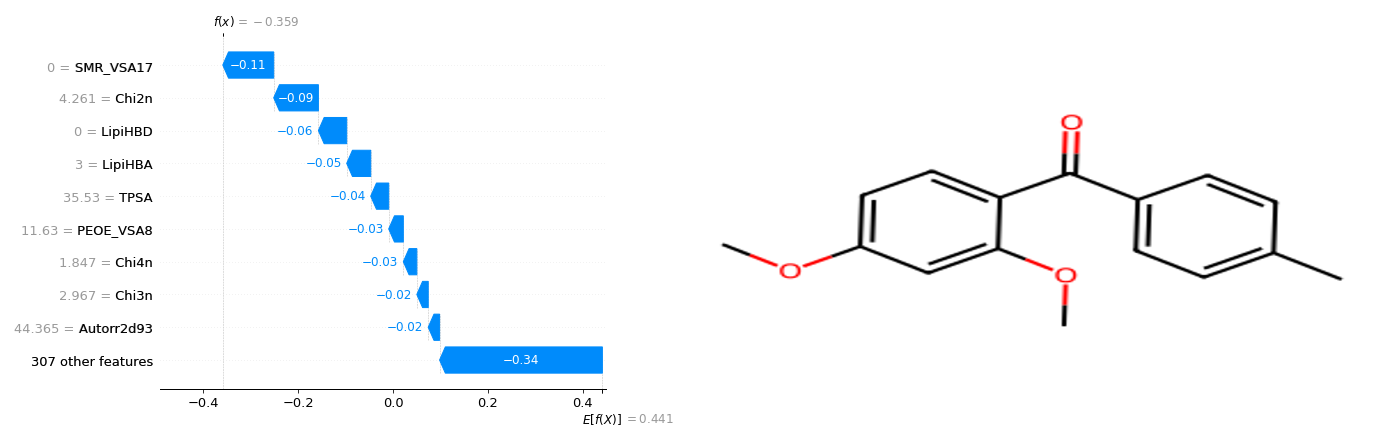 f(x) = −0.359
0 = SMR_VSA17
−0.11
4.261 = Chi2n
−0.09
0 = LipiHBD
−0.06
3 = LipiHBA
−0.05
35.53 = TPSA
−0.04
11.63 = PEOE_VSA8
−0.03
1.847 = Chi4n
−0.03
2.967 = Chi3n
−0.02
44.365 = Autorr2d93
−0.02
307 other features
−0.34
−0.4 −0.2 0.0 0.2 0.4
E[f(X)] = 0.441
O
O
O